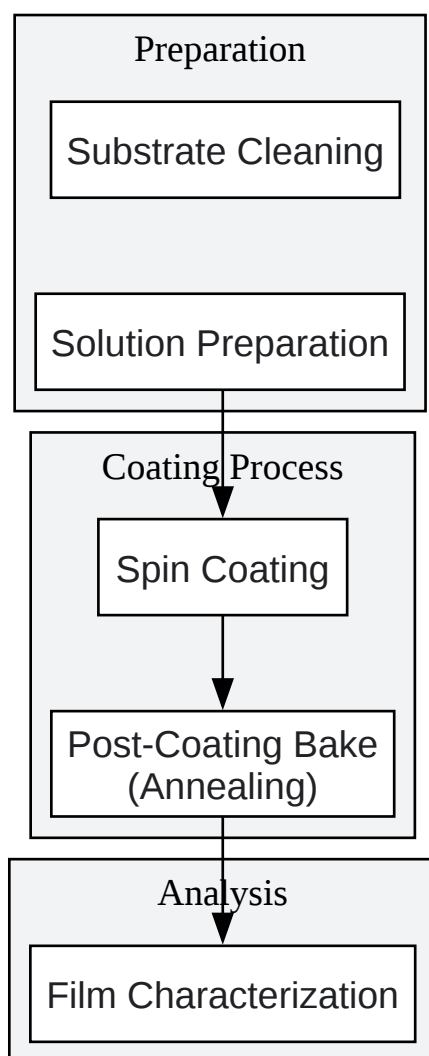 Preparation
Substrate Cleaning
Solution Preparation
Coating Process
Spin Coating
Post-Coating Bake
(Annealing)
Analysis
Film Characterization